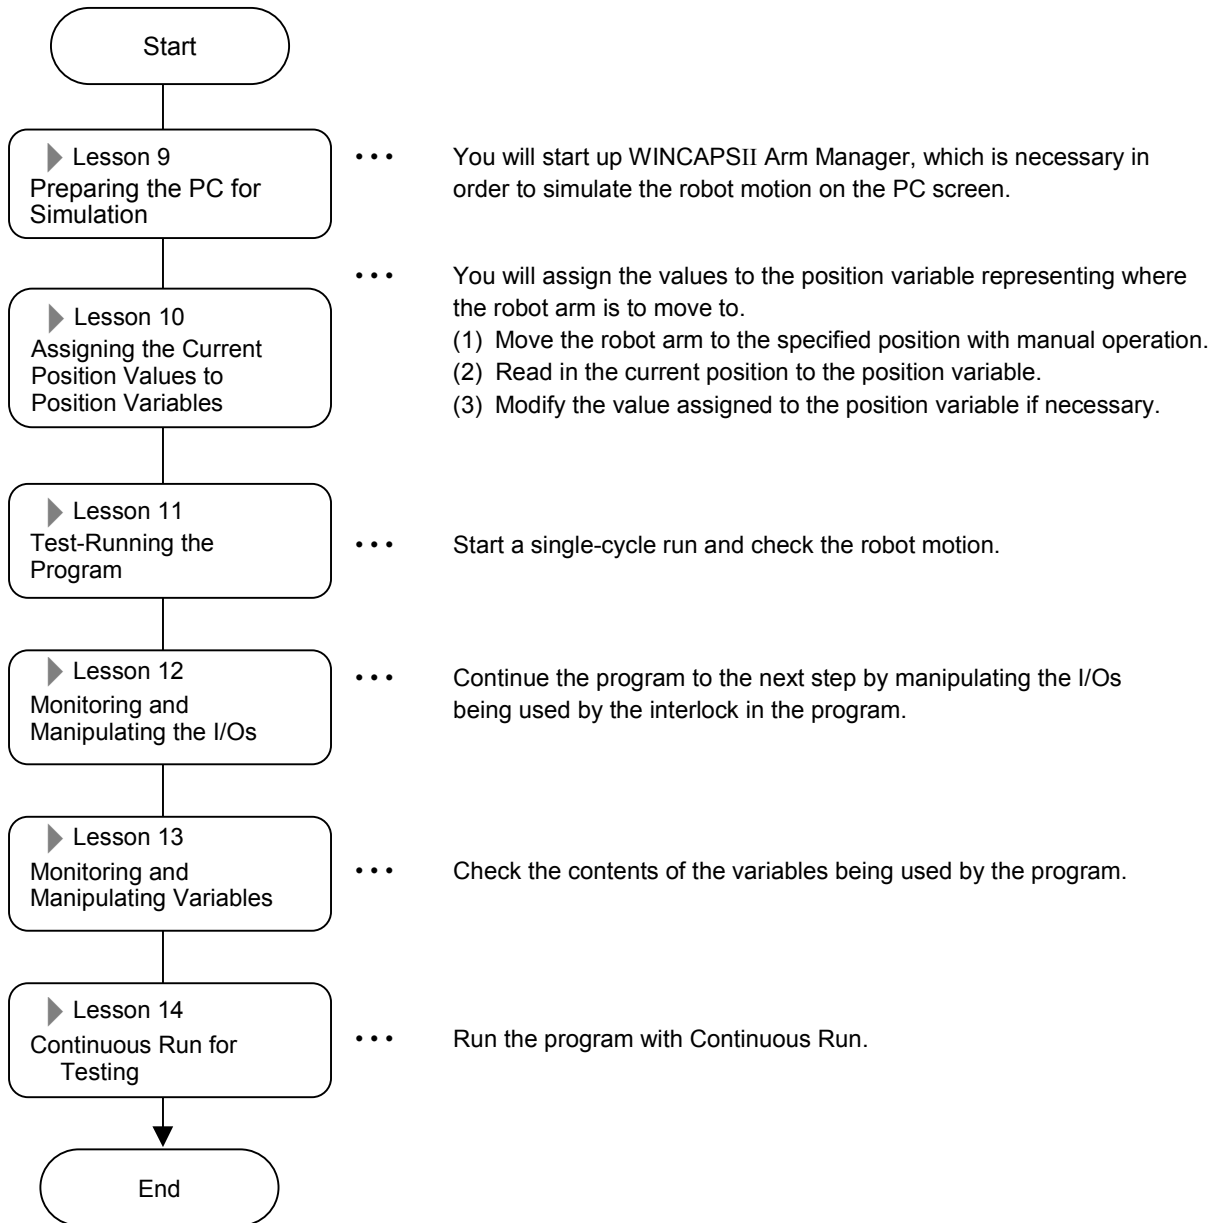 Start
Lesson 9
Preparing the PC for
Simulation
• • •
You will start up WINCAPSII Arm Manager, which is necessary in
order to simulate the robot motion on the PC screen.
Lesson 10
Assigning the Current
Position Values to
Position Variables
• • •
You will assign the values to the position variable representing where
the robot arm is to move to.
(1) Move the robot arm to the specified position with manual operation.
(2) Read in the current position to the position variable.
(3) Modify the value assigned to the position variable if necessary.
Lesson 11
Test-Running the
Program
• • •
Start a single-cycle run and check the robot motion.
Lesson 12
Monitoring and
Manipulating the I/Os
• • •
Continue the program to the next step by manipulating the I/Os
being used by the interlock in the program.
Lesson 13
Monitoring and
Manipulating Variables
• • •
Check the contents of the variables being used by the program.
Lesson 14
Continuous Run for
Testing
• • •
Run the program with Continuous Run.
End